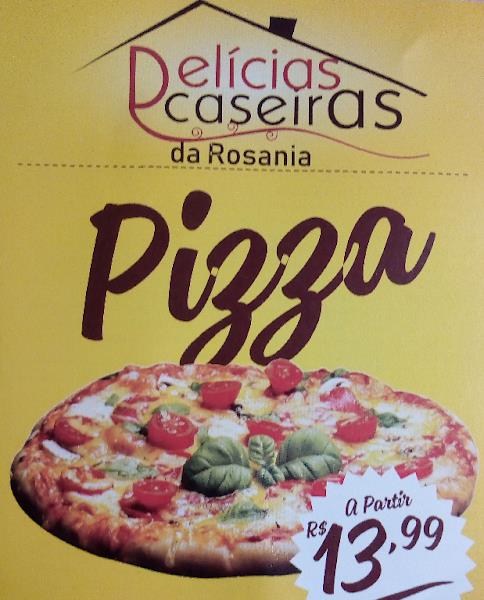 Delícias
caseiras
da Rosania
Pizza
A Partir
R$ 13,99